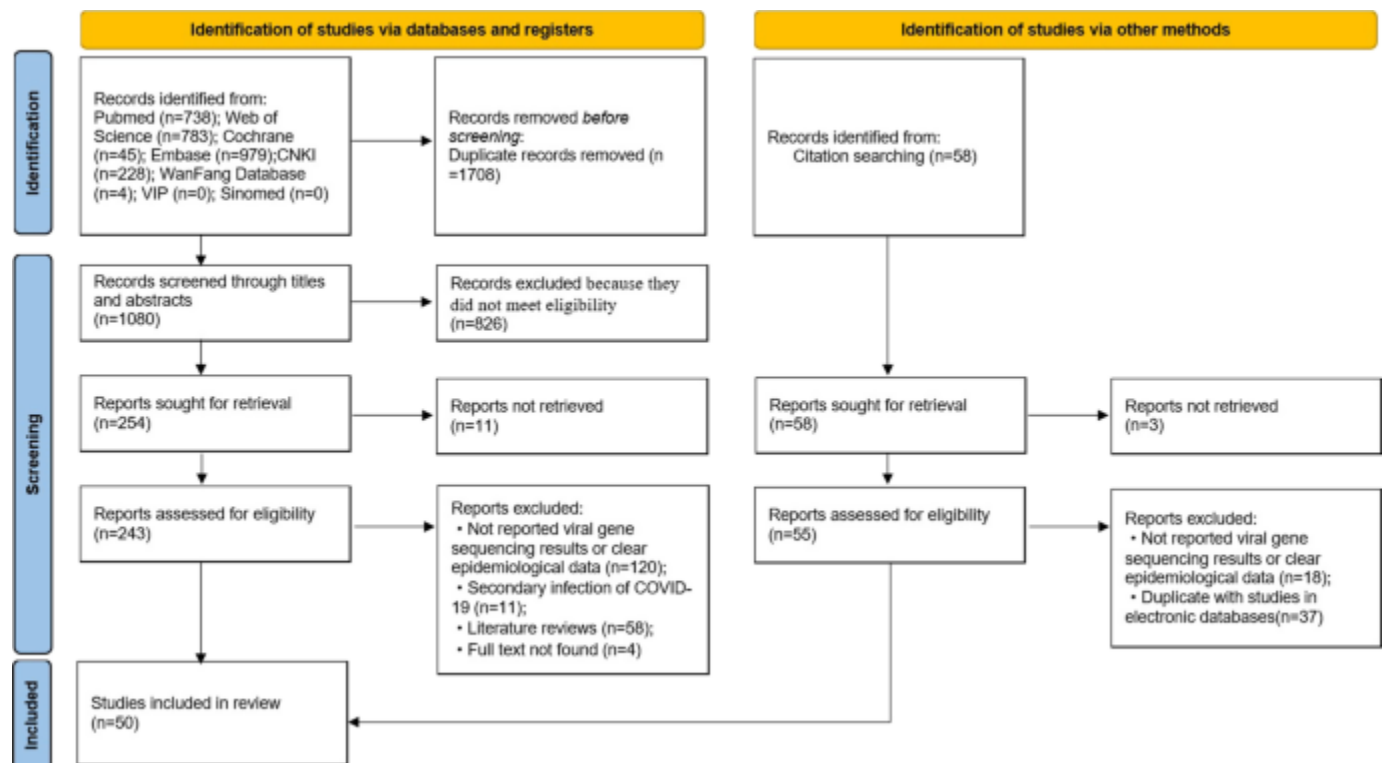 Identification of studies via databases and registers
Identification of studies via other methods
Identification
Records identified from:
Pubmed (n=738); Web of
Science (n=783); Cochrane
(n=45); Embase (n=979);CNKI
(n=228); WanFang Database
(n=4); VIP (n=0); Sinomed (n=0)
Records removed before
screening:
Duplicate records removed (n
=1708)
Records identified from:
Citation searching (n=58)
Screening
Records screened through titles
and abstracts
(n=1080)
Records excluded because they
did not meet eligibility
(n=826)
Reports sought for retrieval
(n=254)
Reports not retrieved
(n=11)
Reports sought for retrieval
(n=58)
Reports not retrieved
(n=3)
Reports assessed for eligibility
(n=243)
Reports excluded:
• Not reported viral gene
sequencing results or clear
epidemiological data (n=120);
• Secondary infection of COVID-
19 (n=11);
• Literature reviews (n=58);
• Full text not found (n=4)
Reports assessed for eligibility
(n=55)
Reports excluded:
• Not reported viral gene
sequencing results or clear
epidemiological data (n=18);
• Duplicate with studies in
electronic databases(n=37)
Included
Studies included in review
(n=50)